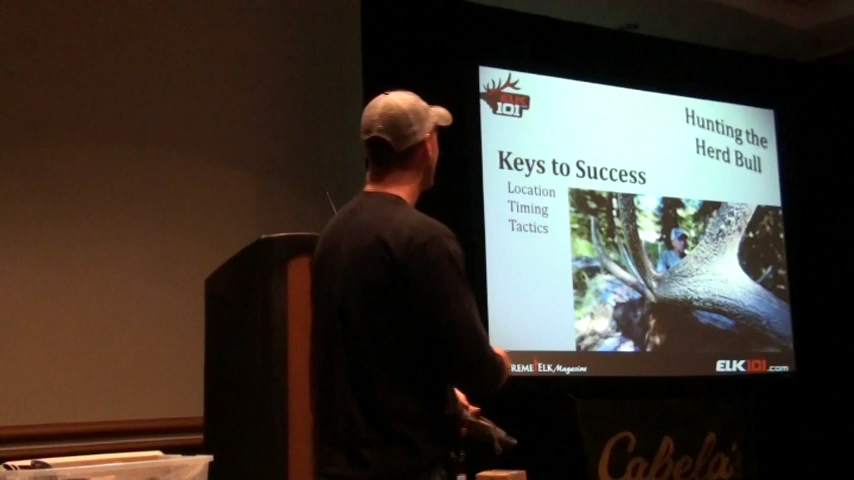 ELK
101
Hunting the
Herd Bull
Keys to Success
Location
Timing
Tactics
REME ELK Magazine
ELK101.com
Cabela's